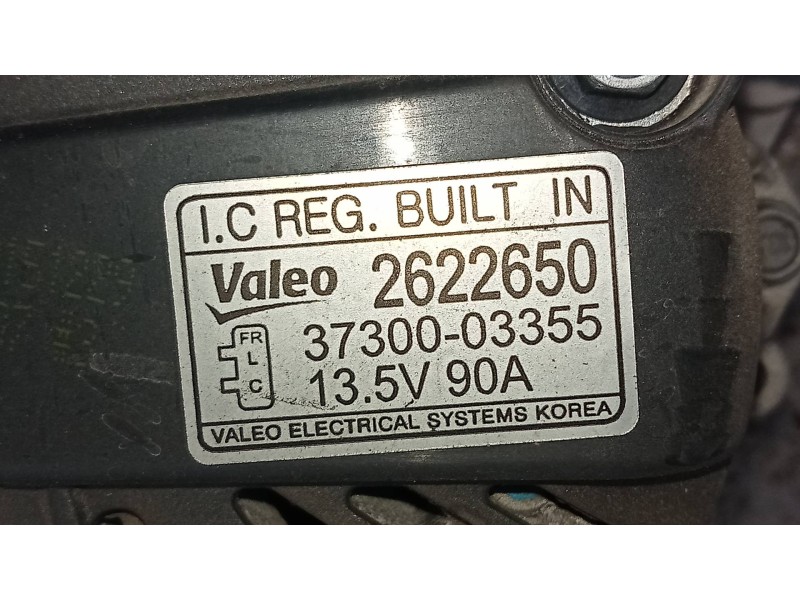 I.C REG. BUILT IN
Valeo 2622650
FR
L
C
37300-03355
13.5V 90A
VALEO ELECTRICAL SYSTEMS KOREA